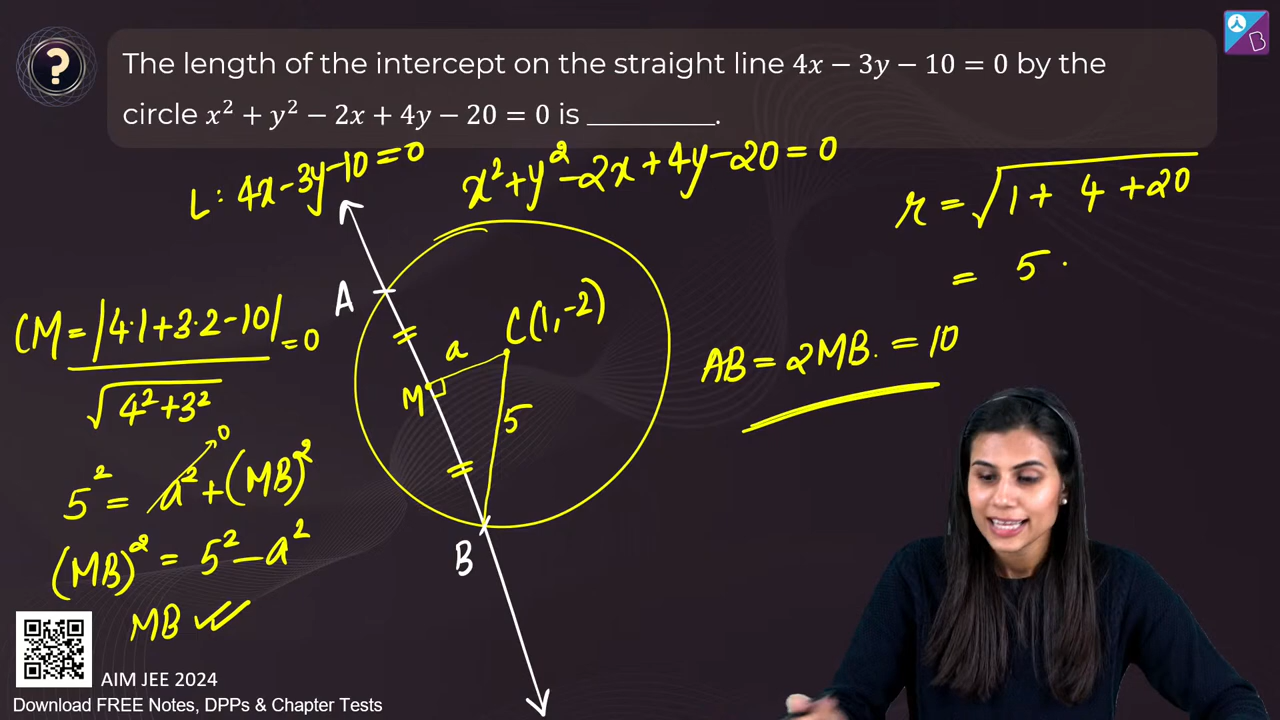 ?
The length of the intercept on the straight line 4x − 3y − 10 = 0 by the
circle x² + y² − 2x + 4y − 20 = 0 is ________.
B
L: 4x-3y-10=0
x²+y²-2x+4y-20=0
r = √1+ 4 +20
= 5.
A
C(1,-2)
a
M
5
B
CM = |4·1+3·2-10| / √4²+3² = 0
5² = a²+(MB)²
0
(MB)² = 5²-a²
MB ✓✓
AB = 2MB. = 10
AIM JEE 2024
Download FREE Notes, DPPs & Chapter Tests